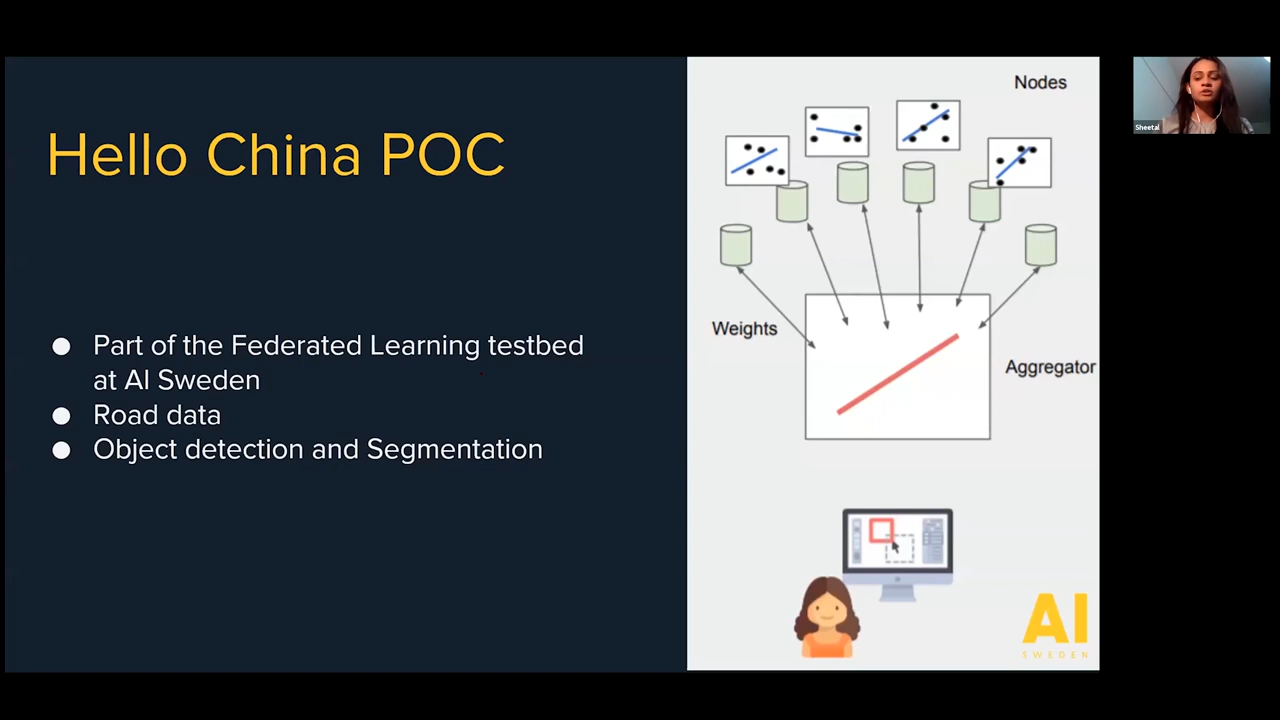 Hello China POC
Part of the Federated Learning testbed
at AI Sweden
Road data
Object detection and Segmentation
Nodes
Weights
Aggregator
AI
SWEDEN
Sheetal